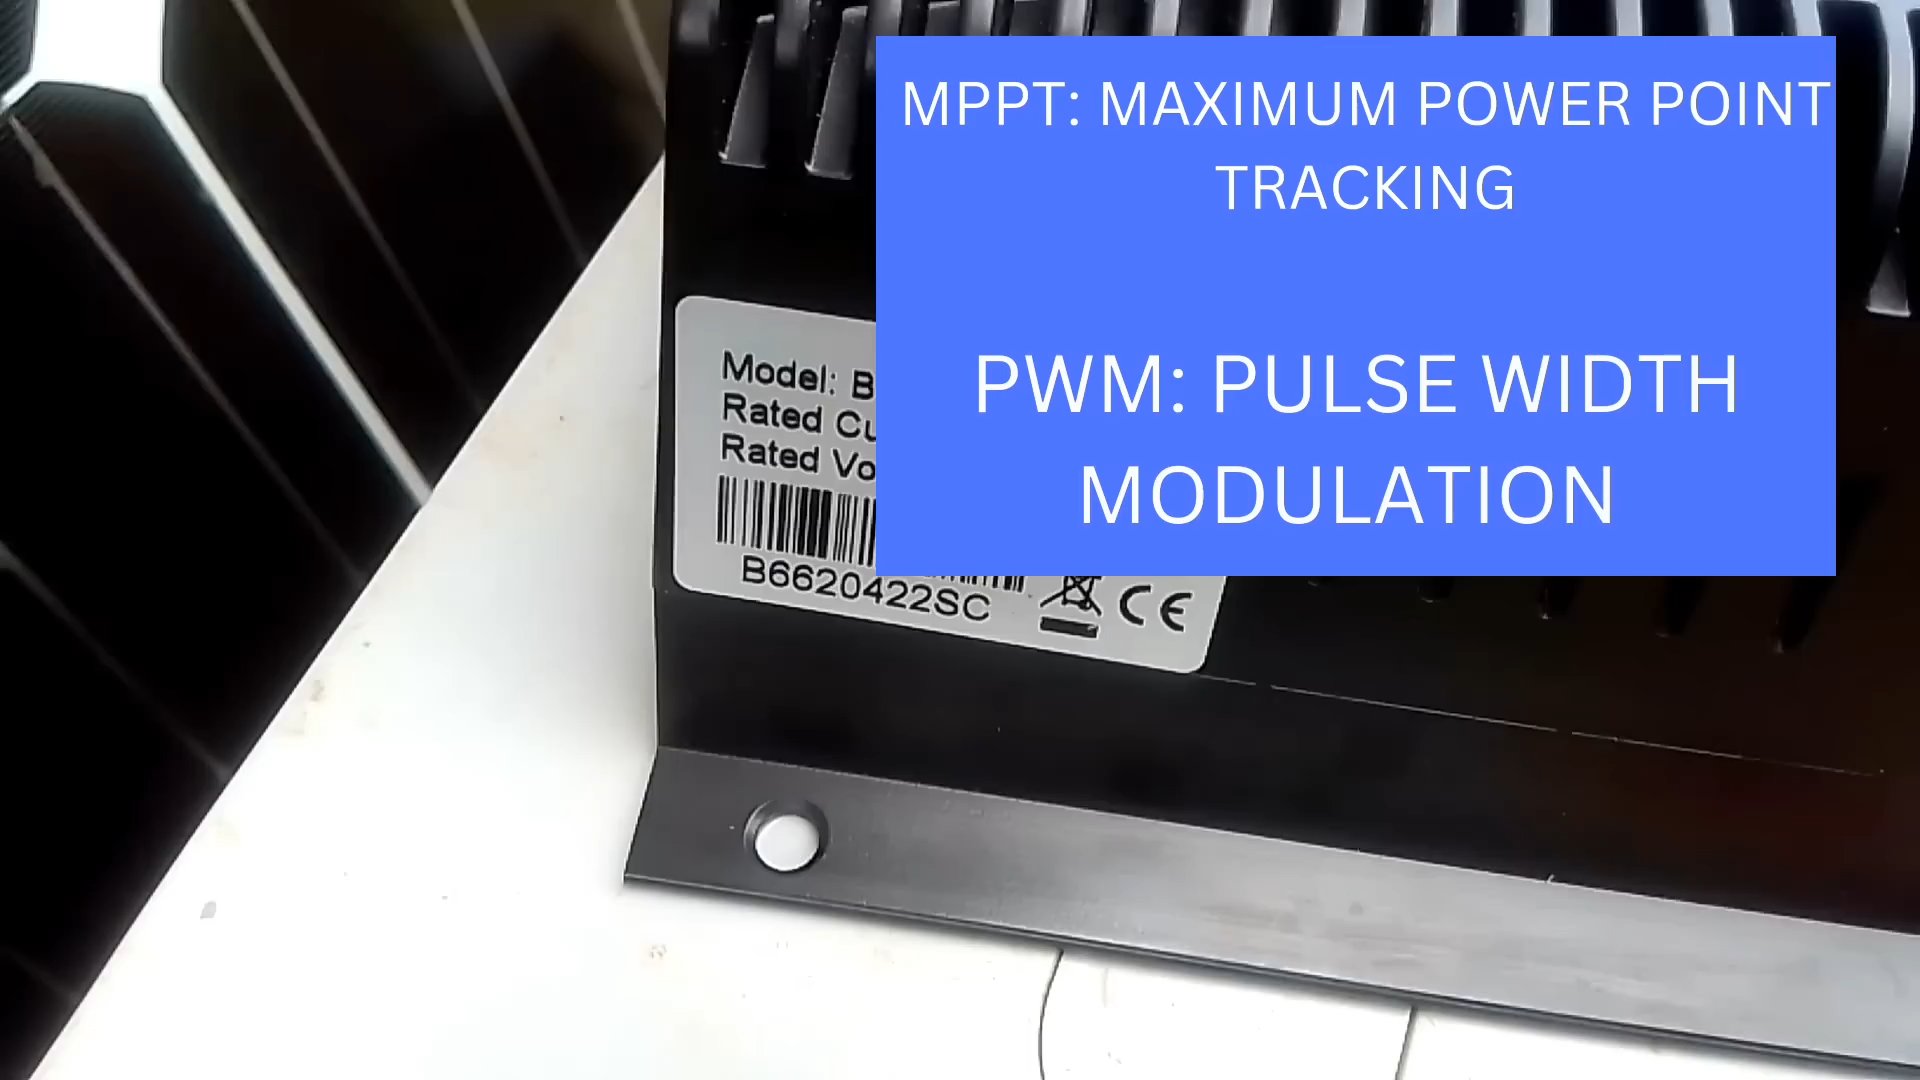 MPPT: MAXIMUM POWER POINT
TRACKING
PWM: PULSE WIDTH
MODULATION
Model: B
Rated Cu
Rated Vo
B6620422SC
CE